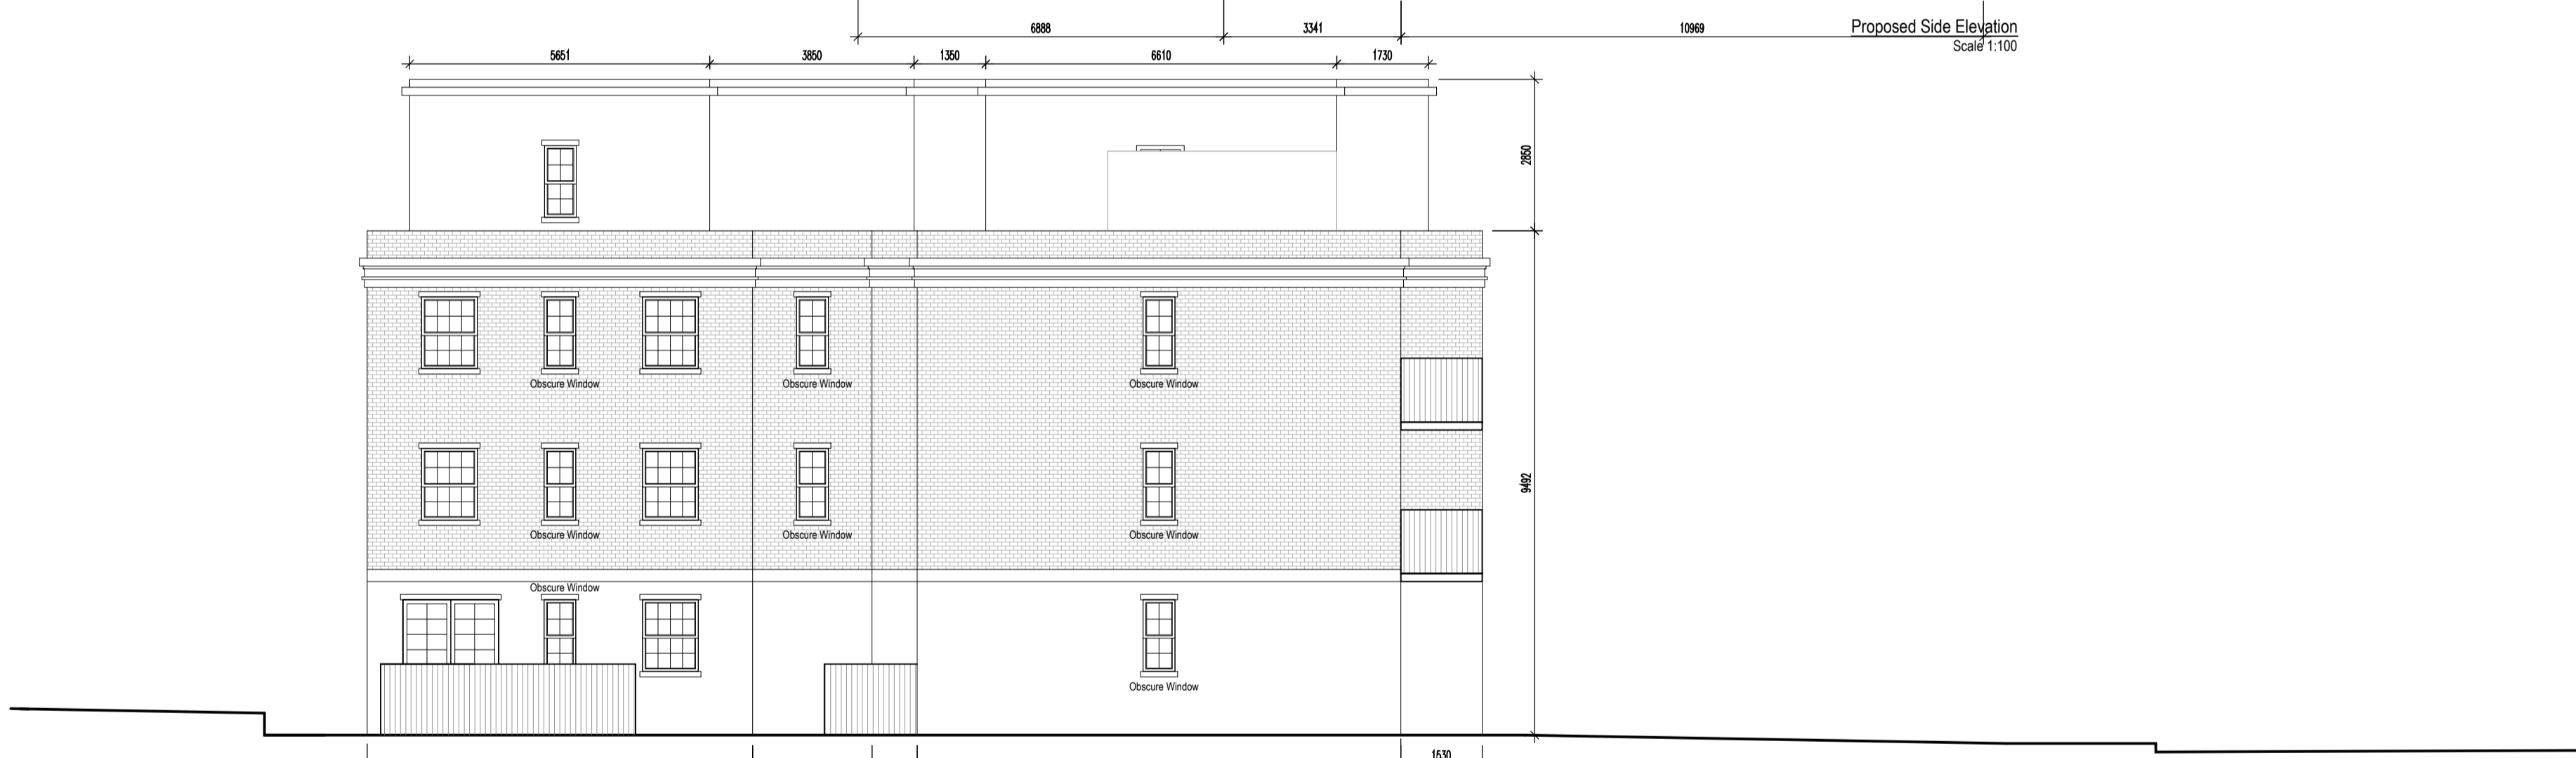 6888 3341 10969 Proposed Side Elevation
Scale 1:100
5651 3850 1350 6610 1730
2850
Obscure Window Obscure Window Obscure Window
9492
Obscure Window Obscure Window Obscure Window
Obscure Window
Obscure Window
1530